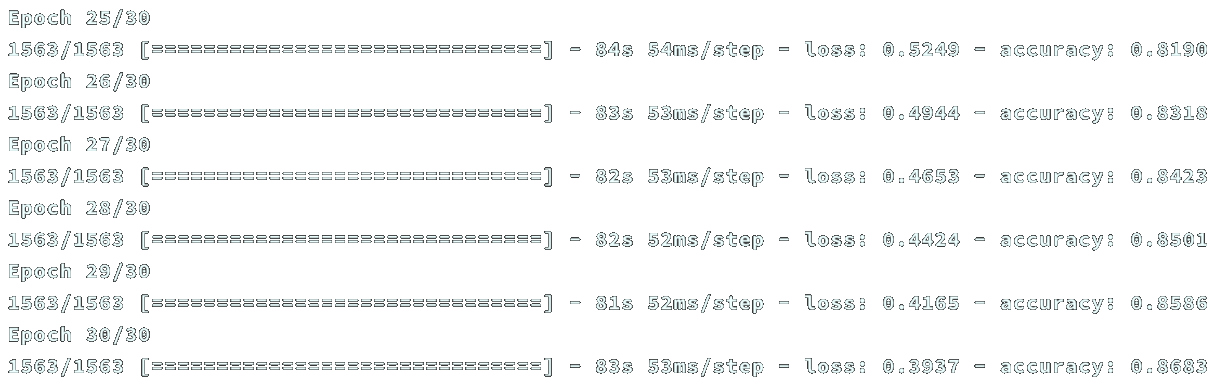 Epoch 25/30
1563/1563 [==============================] - 84s 54ms/step - loss: 0.5249 - accuracy: 0.8190
Epoch 26/30
1563/1563 [==============================] - 83s 53ms/step - loss: 0.4944 - accuracy: 0.8318
Epoch 27/30
1563/1563 [==============================] - 82s 53ms/step - loss: 0.4653 - accuracy: 0.8423
Epoch 28/30
1563/1563 [==============================] - 82s 52ms/step - loss: 0.4424 - accuracy: 0.8501
Epoch 29/30
1563/1563 [==============================] - 81s 52ms/step - loss: 0.4165 - accuracy: 0.8586
Epoch 30/30
1563/1563 [==============================] - 83s 53ms/step - loss: 0.3937 - accuracy: 0.8683